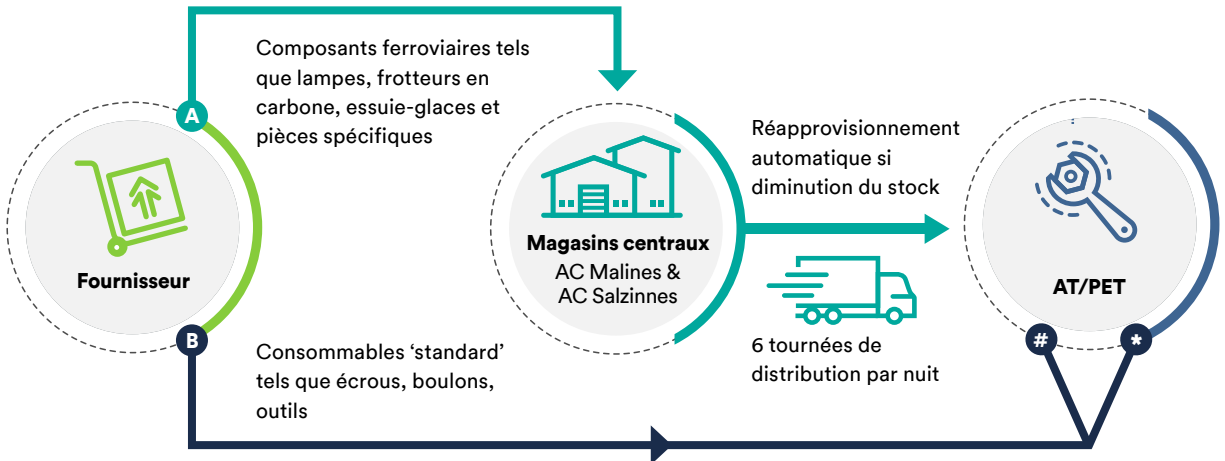 A
Composants ferroviaires tels
que lampes, frotteurs en
carbone, essuie-glaces et
pièces spécifiques
Fournisseur
B
Consommables ‘standard’
tels que écrous, boulons,
outils
Magasins centraux
AC Malines &
AC Salzinnes
Réapprovisionnement
automatique si
diminution du stock
6 tournées de
distribution par nuit
AT/PET
#
*